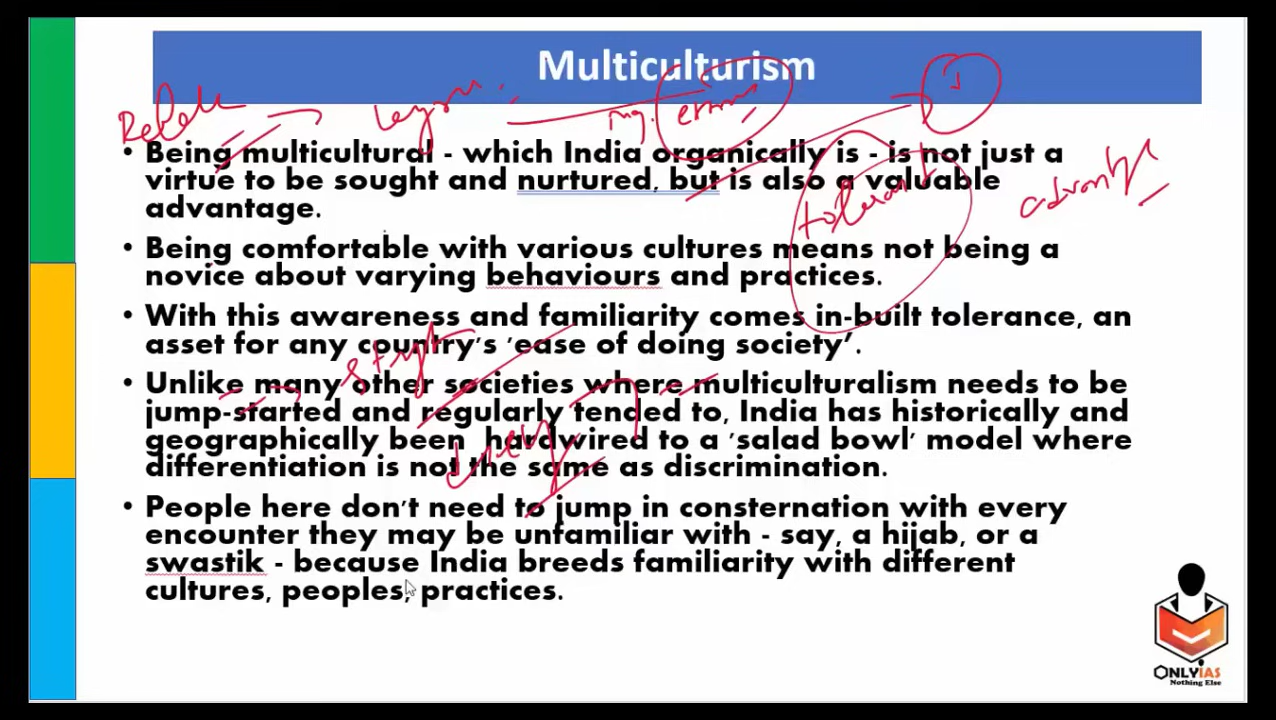 Multiculturism
• Being multicultural - which India organically is - is not just a
virtue to be sought and nurtured, but is also a valuable
advantage.
• Being comfortable with various cultures means not being a
novice about varying behaviours and practices.
• With this awareness and familiarity comes in-built tolerance, an
asset for any country's 'ease of doing society'.
• Unlike many other societies where multiculturalism needs to be
jump-started and regularly tended to, India has historically and
geographically been hardwired to a 'salad bowl' model where
differentiation is not the same as discrimination.
• People here don't need to jump in consternation with every
encounter they may be unfamiliar with - say, a hijab, or a
swastik - because India breeds familiarity with different
cultures, peoples, practices.
tolerant
ONLYIAS
Nothing Else